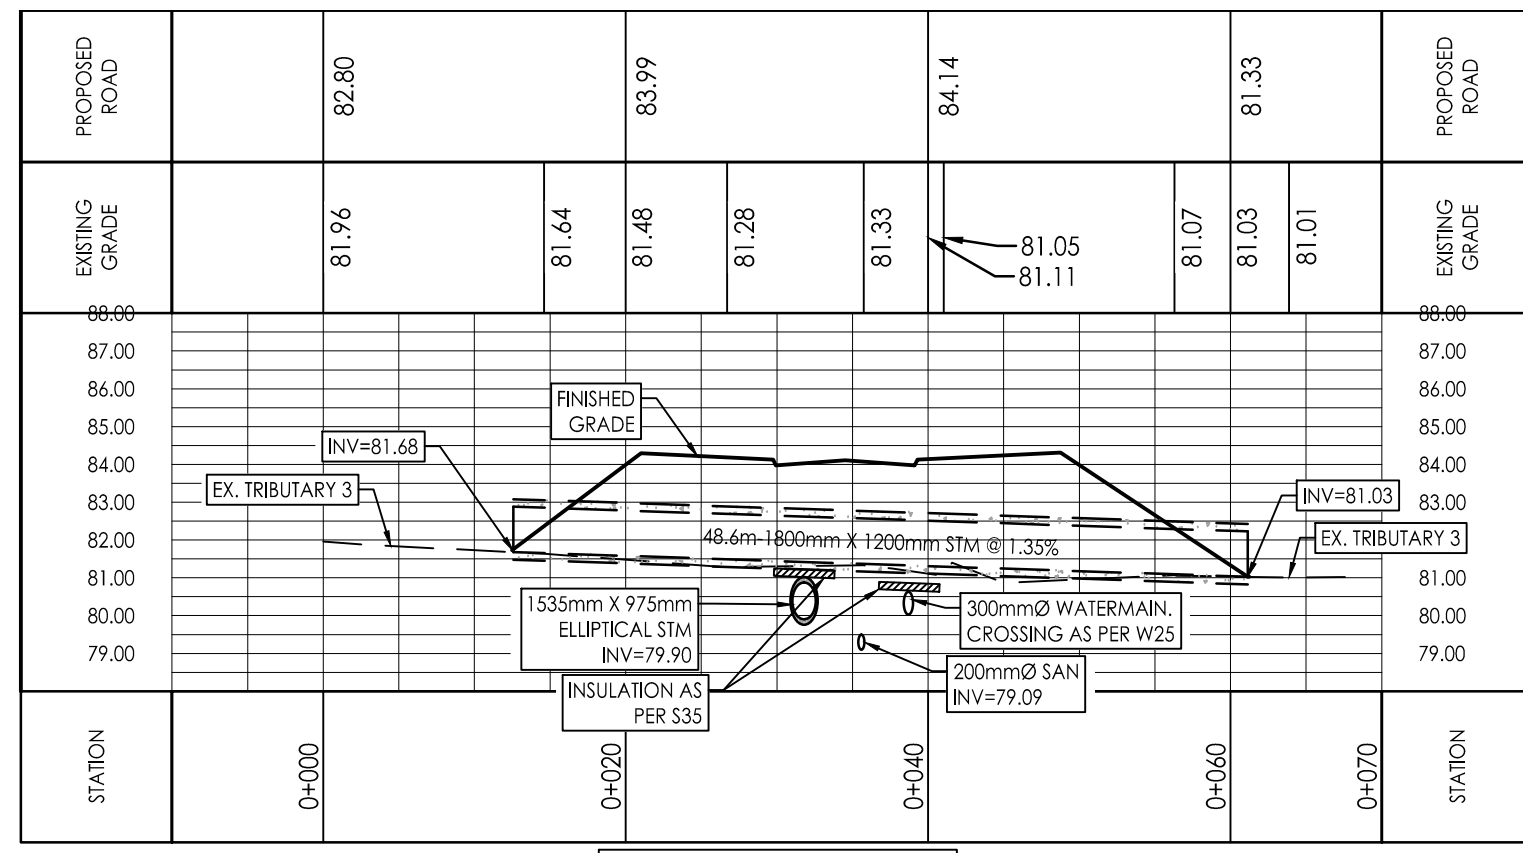 PROPOSED
ROAD
82.80
83.99
84.14
81.33
PROPOSED
ROAD
EXISTING
GRADE
81.96
81.64
81.48
81.28
81.33
81.05
81.11
81.07
81.03
81.01
EXISTING
GRADE
88.00
88.00
87.00
87.00
86.00
86.00
FINISHED
GRADE
85.00
85.00
INV=81.68
84.00
84.00
EX. TRIBUTARY 3
INV=81.03
83.00
83.00
48.6m-1800mm X 1200mm STM @ 1.35%
EX. TRIBUTARY 3
82.00
82.00
81.00
81.00
1535mm X 975mm
ELLIPTICAL STM
INV=79.90
300mmØ WATERMAIN.
CROSSING AS PER W25
80.00
80.00
79.00
79.00
200mmØ SAN
INV=79.09
INSULATION AS
PER S35
STATION
0+000
0+020
0+040
0+060
0+070
STATION